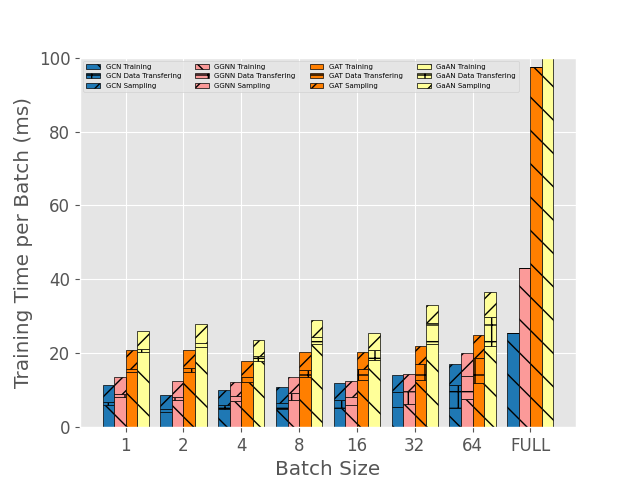 100
80
60
40
20
0
Training Time per Batch (ms)
GCN Training GGNN Training GAT Training GaAN Training
GCN Data Transfering GGNN Data Transfering GAT Data Transfering GaAN Data Transfering
GCN Sampling GGNN Sampling GAT Sampling GaAN Sampling
1 2 4 8 16 32 64 FULL
Batch Size